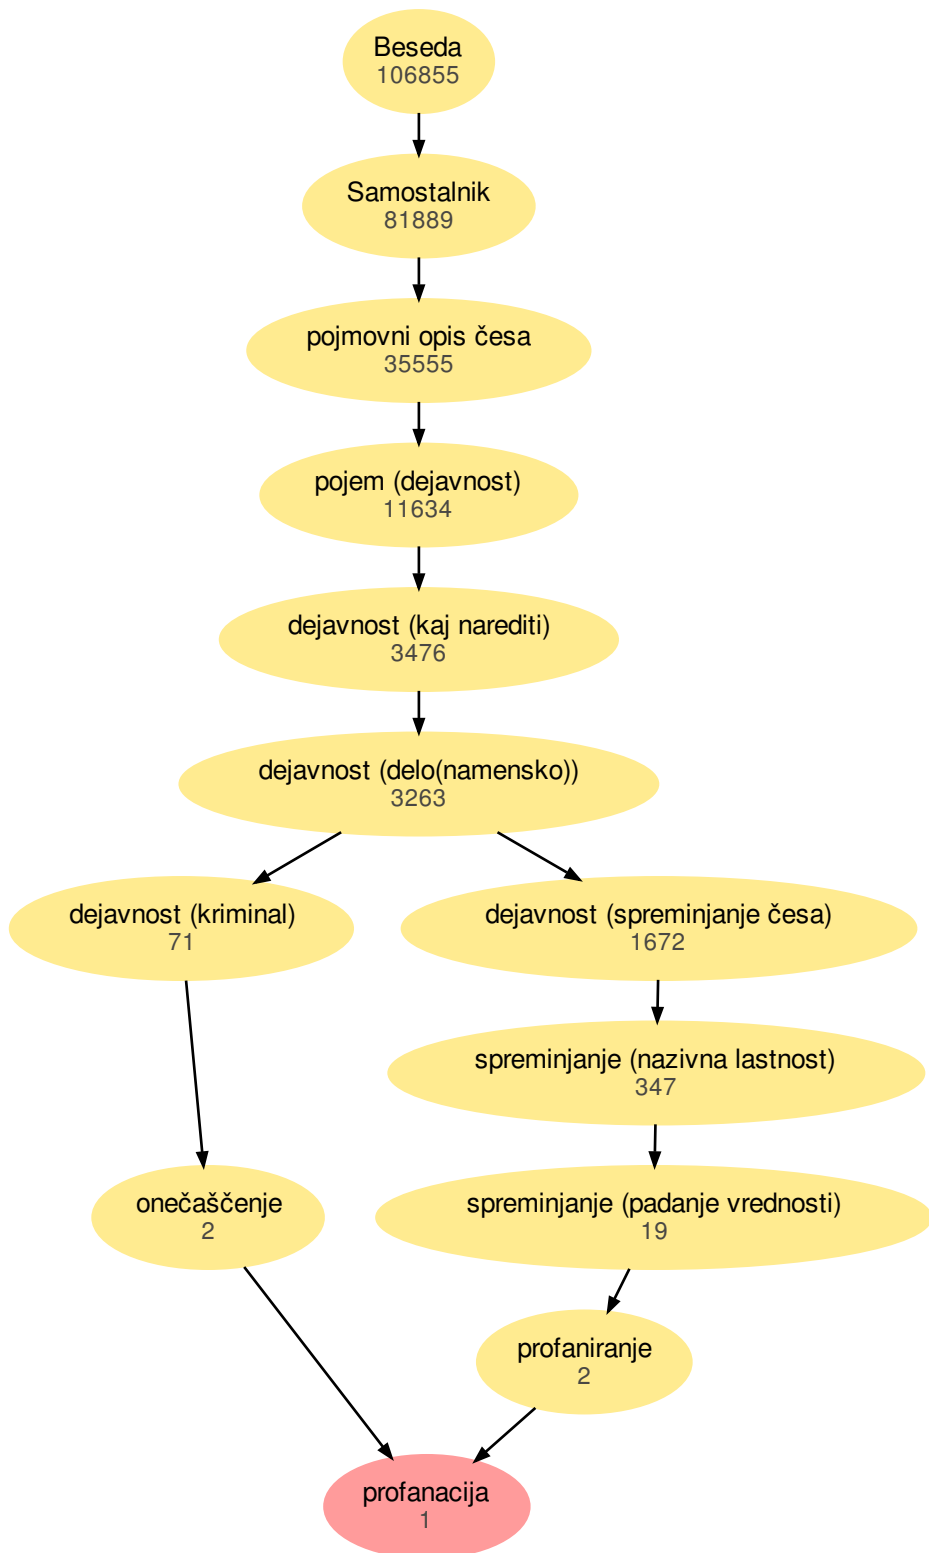 Beseda
106855
Samostalnik
81889
pojmovni opis česa
35555
pojem (dejavnost)
11634
dejavnost (kaj narediti)
3476
dejavnost (delo(namensko))
3263
dejavnost (kriminal)
71
dejavnost (spreminjanje česa)
1672
spreminjanje (nazivna lastnost)
347
onečaščenje
2
spreminjanje (padanje vrednosti)
19
profaniranje
2
profanacija
1